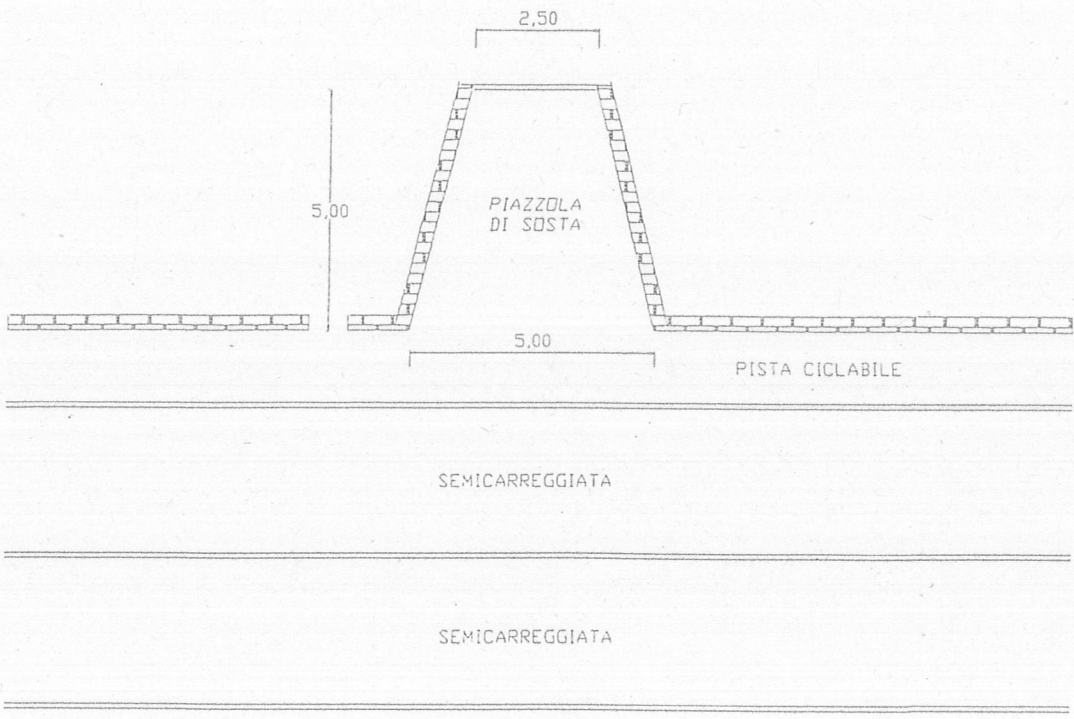 2,50
5,00
PIAZZOLA
DI SOSTA
5,00
PISTA CICLABILE
SEMICARREGGIATA
SEMICARREGGIATA